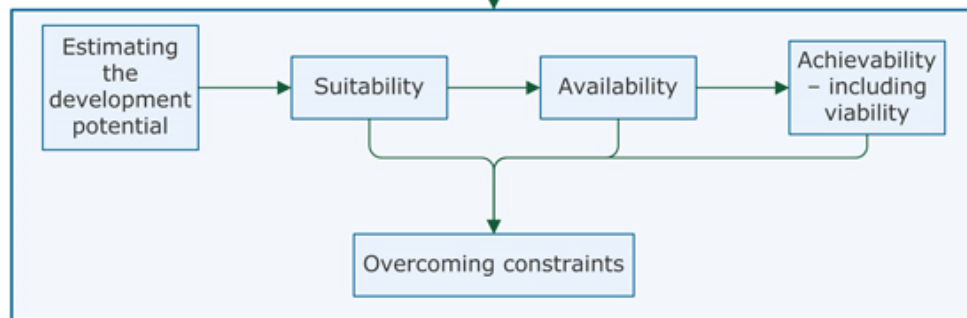 Estimating
the
development
potential
Suitability
Availability
Achievability
– including
viability
Overcoming constraints